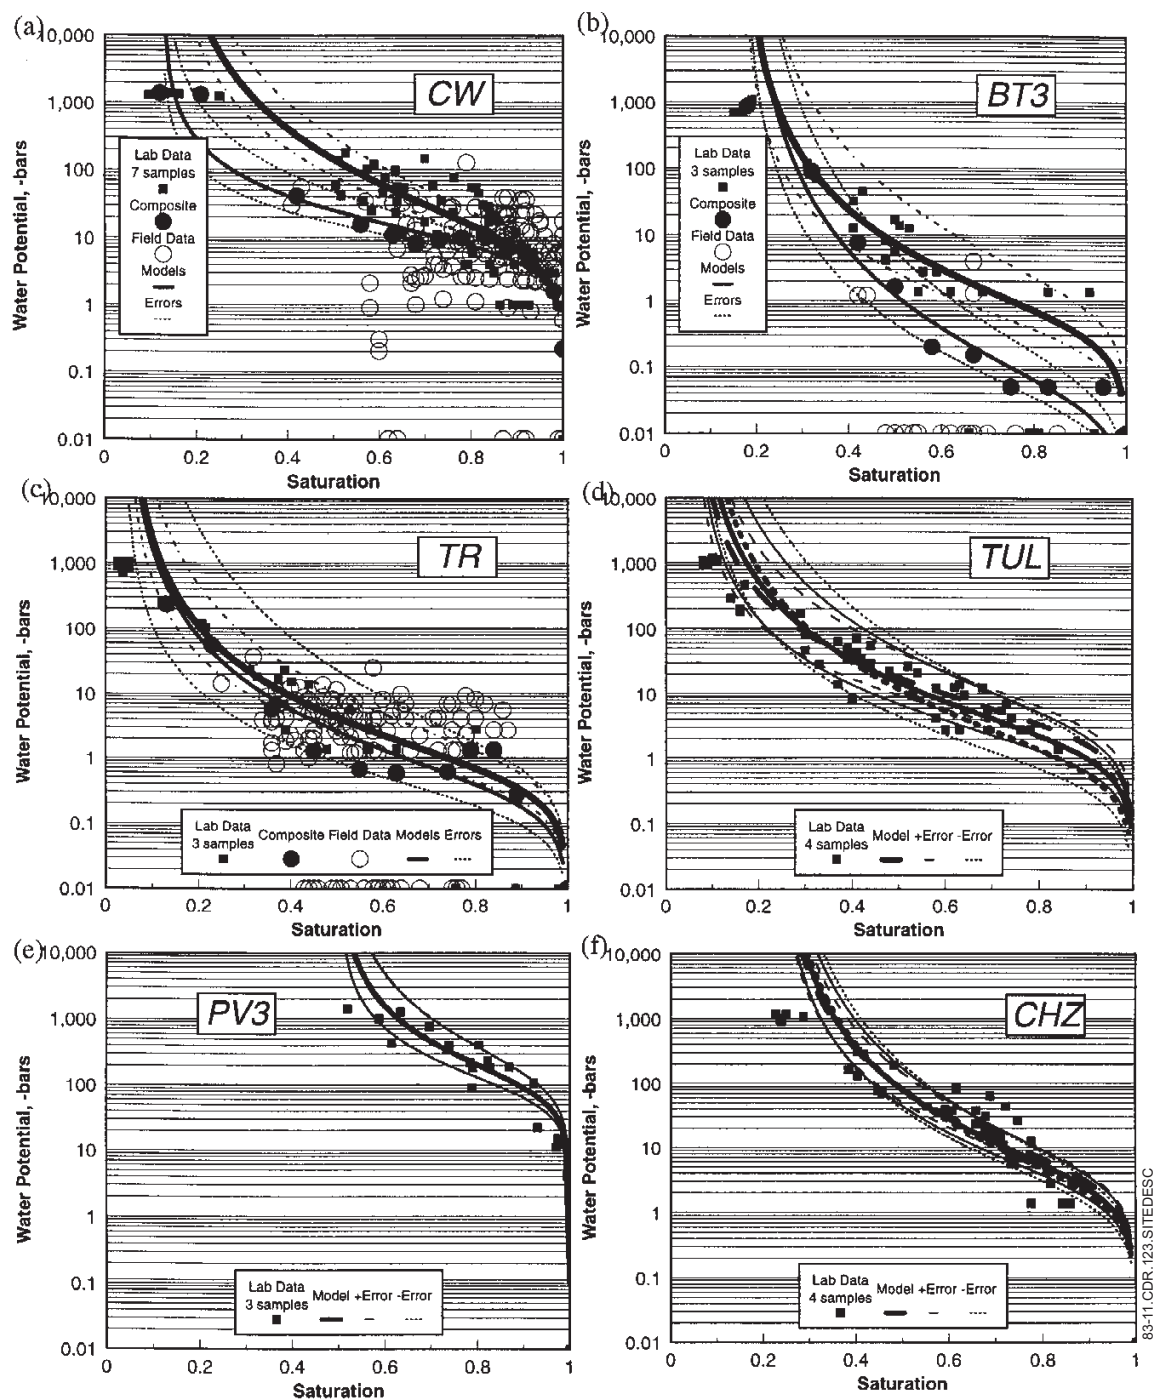 (a)
10,000
1,000
100
10
1
0.1
0.01
Water Potential, -bars
CW
Lab Data
7 samples
Composite
Field Data
Models
Errors
0 0.2 0.4 0.6 0.8 1
Saturation
(b)
10,000
1,000
100
10
1
0.1
0.01
Water Potential, -bars
BT3
Lab Data
3 samples
Composite
Field Data
Models
Errors
0 0.2 0.4 0.6 0.8 1
Saturation
(c)
10,000
1,000
100
10
1
0.1
0.01
Water Potential, -bars
TR
Lab Data
3 samples
Composite Field Data Models Errors
0 0.2 0.4 0.6 0.8 1
Saturation
(d)
10,000
1,000
100
10
1
0.1
0.01
Water Potential, -bars
TUL
Lab Data
4 samples
Model +Error -Error
0 0.2 0.4 0.6 0.8 1
Saturation
(e)
10,000
1,000
100
10
1
0.1
0.01
Water Potential, -bars
PV3
Lab Data
3 samples
Model +Error -Error
0 0.2 0.4 0.6 0.8 1
Saturation
(f)
10,000
1,000
100
10
1
0.1
0.01
Water Potential, -bars
CHZ
Lab Data
4 samples
Model +Error -Error
0 0.2 0.4 0.6 0.8 1
Saturation
83-11.CDR.123.SITEDESC